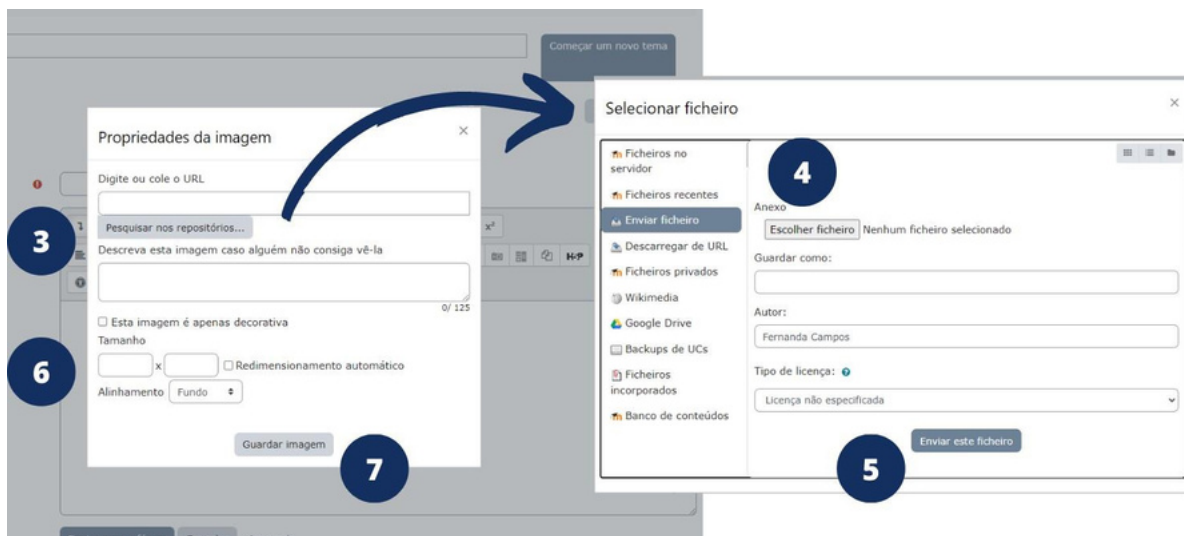 Começar um novo tema
Propriedades da imagem
×
Digite ou cole o URL
3
Pesquisar nos repositórios...
x²
Descreva esta imagem caso alguém não consiga vê-la
H5P
0/ 125
Esta imagem é apenas decorativa
Tamanho
6
x
Redimensionamento automático
Alinhamento
Fundo
Guardar imagem
7
Selecionar ficheiro
×
Ficheiros no
servidor
Ficheiros recentes
Enviar ficheiro
Descarregar de URL
Ficheiros privados
Wikimedia
Google Drive
Backups de UCs
Ficheiros
incorporados
Banco de conteúdos
4
Anexo
Escolher ficheiro Nenhum ficheiro selecionado
Guardar como:
Autor:
Fernanda Campos
Tipo de licença:
Licença não especificada
Enviar este ficheiro
5